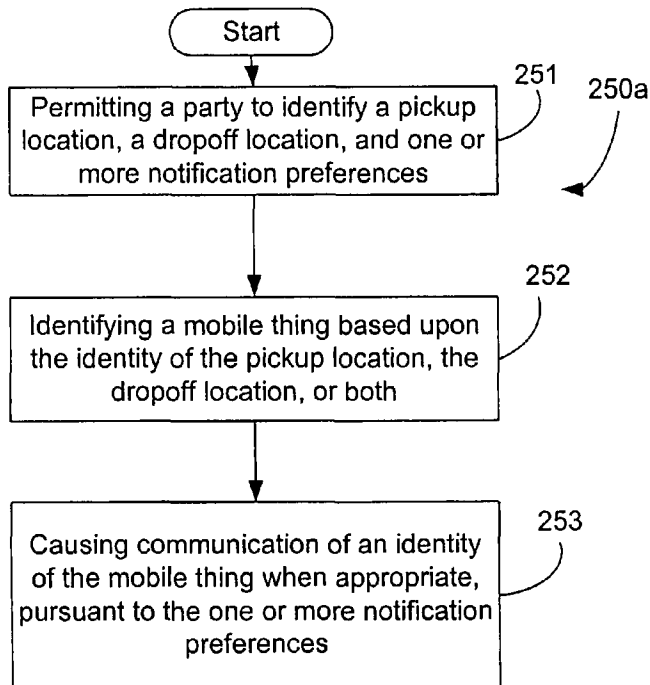 Start
251
250a
Permitting a party to identify a pickup
location, a dropoff location, and one or
more notification preferences
252
Identifying a mobile thing based upon
the identity of the pickup location, the
dropoff location, or both
253
Causing communication of an identity
of the mobile thing when appropriate,
pursuant to the one or more notification
preferences